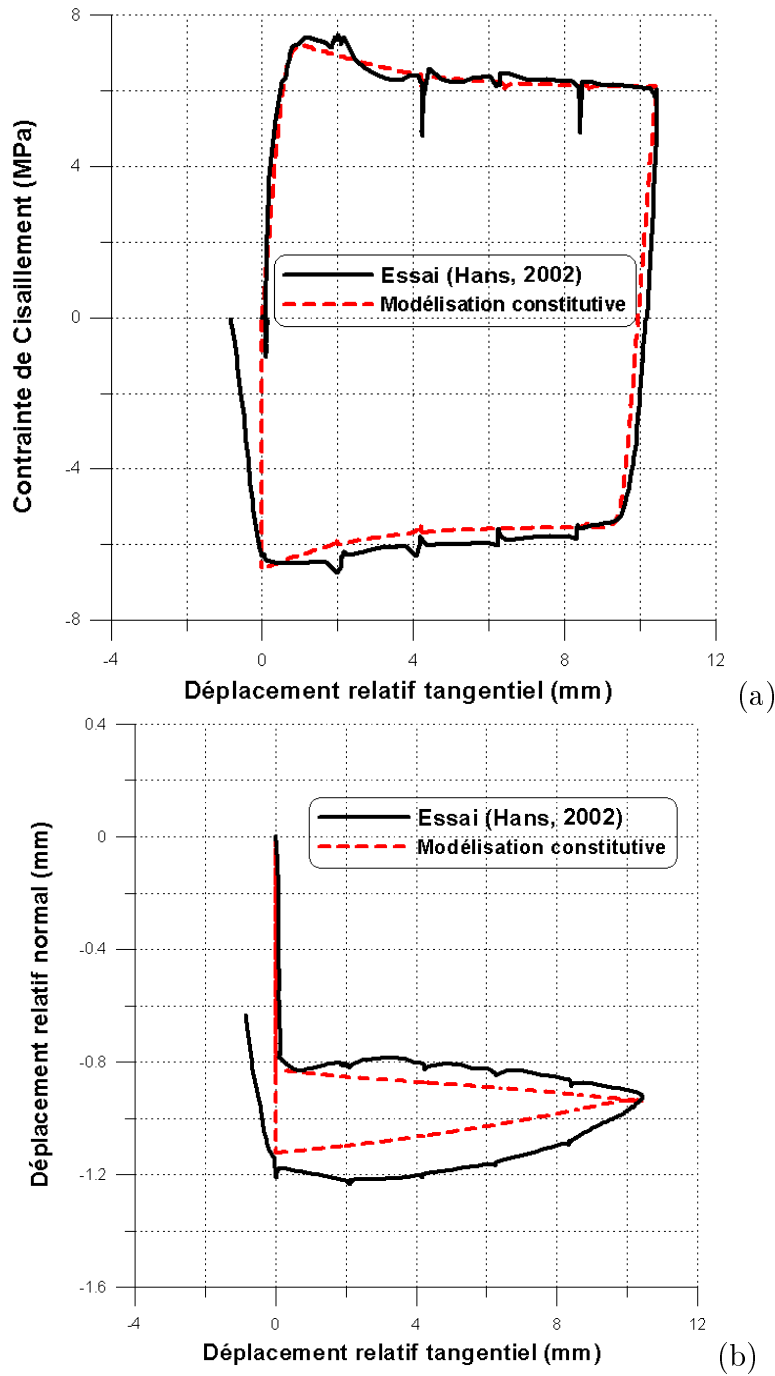 8
4
0
-4
-8
Contrainte de Cisaillement (MPa)
Essai (Hans, 2002)
Modélisation constitutive
-4
0
4
8
12
Déplacement relatif tangentiel (mm)
(a)
0.4
0
-0.4
-0.8
-1.2
-1.6
Déplacement relatif normal (mm)
Essai (Hans, 2002)
Modélisation constitutive
-4
0
4
8
12
Déplacement relatif tangentiel (mm)
(b)